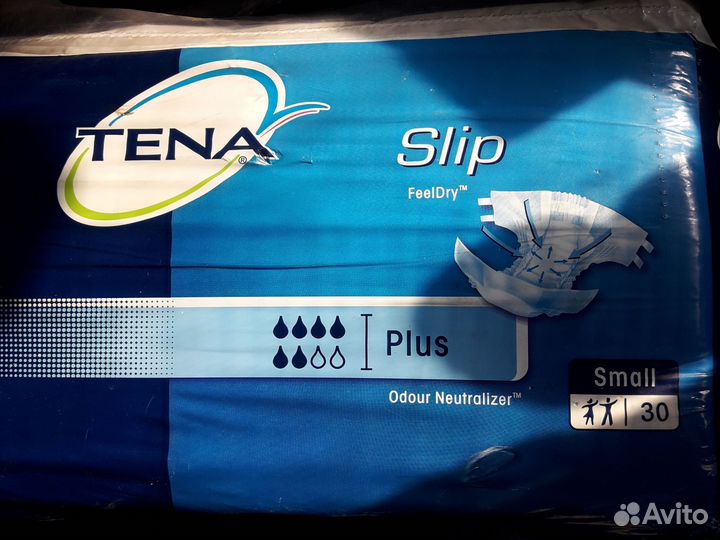 TENA®
Slip
FeelDry™
Plus
Odour Neutralizer™
Small
30
Avito